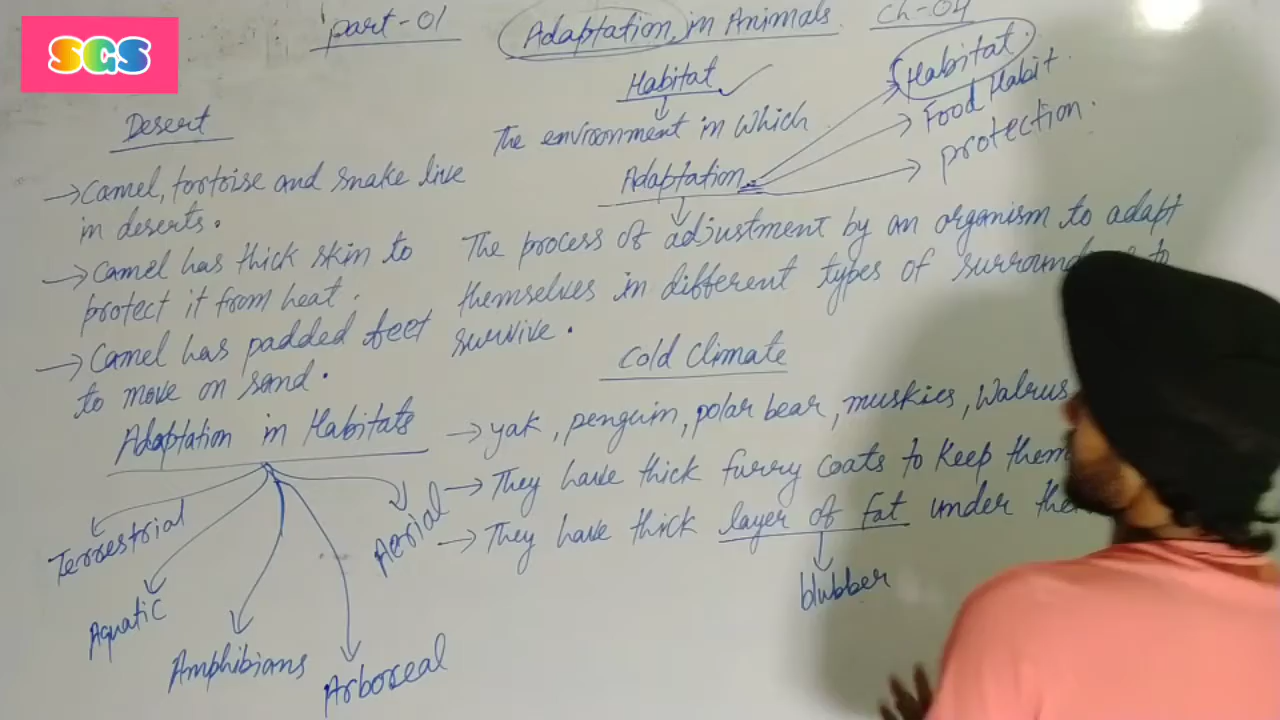 SGS
part-01 Adaptation in Animals. Ch-04
Habitat
The environment in which
Adaptation
Habitat.
Food Habit.
protection.
The process of adjustment by an organism to adapt
themselves in different types of to
survive.
Desert
→ Camel, tortoise and snake live
in deserts.
→ Camel has thick skin to
protect it from heat.
→ Camel has padded feet
to move on sand.
Cold Climate
→ yak, penguin, polar bear, muskies, Walrus
→ They have thick furry coats to keep them
→ They have thick layer of fat under
blubber
Adaptation in Habitats
Terrestrial
Aquatic
Amphibians
Arboreal
Aerial